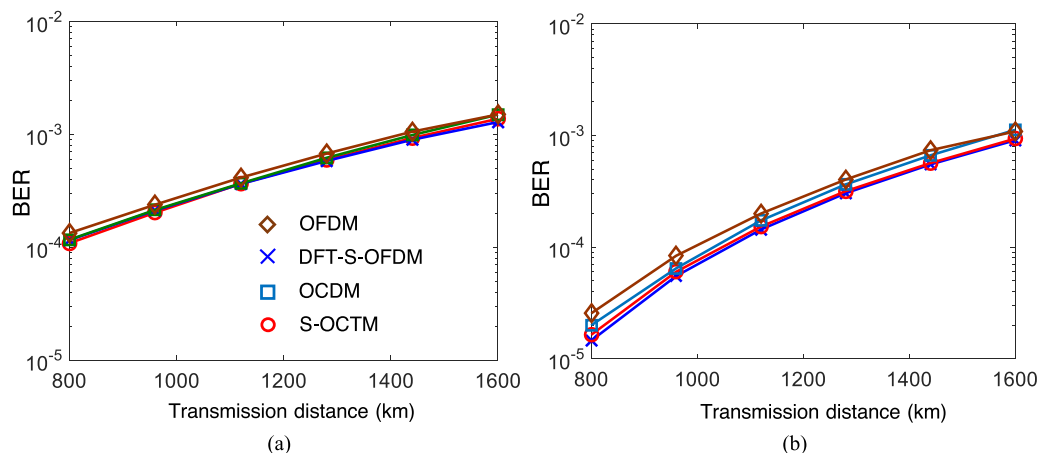 10^-2
10^-3
10^-4
10^-5
BER
800 1000 1200 1400 1600
Transmission distance (km)
(a)
OFDM
DFT-S-OFDM
OCDM
S-OCTM
10^-2
10^-3
10^-4
10^-5
BER
800 1000 1200 1400 1600
Transmission distance (km)
(b)